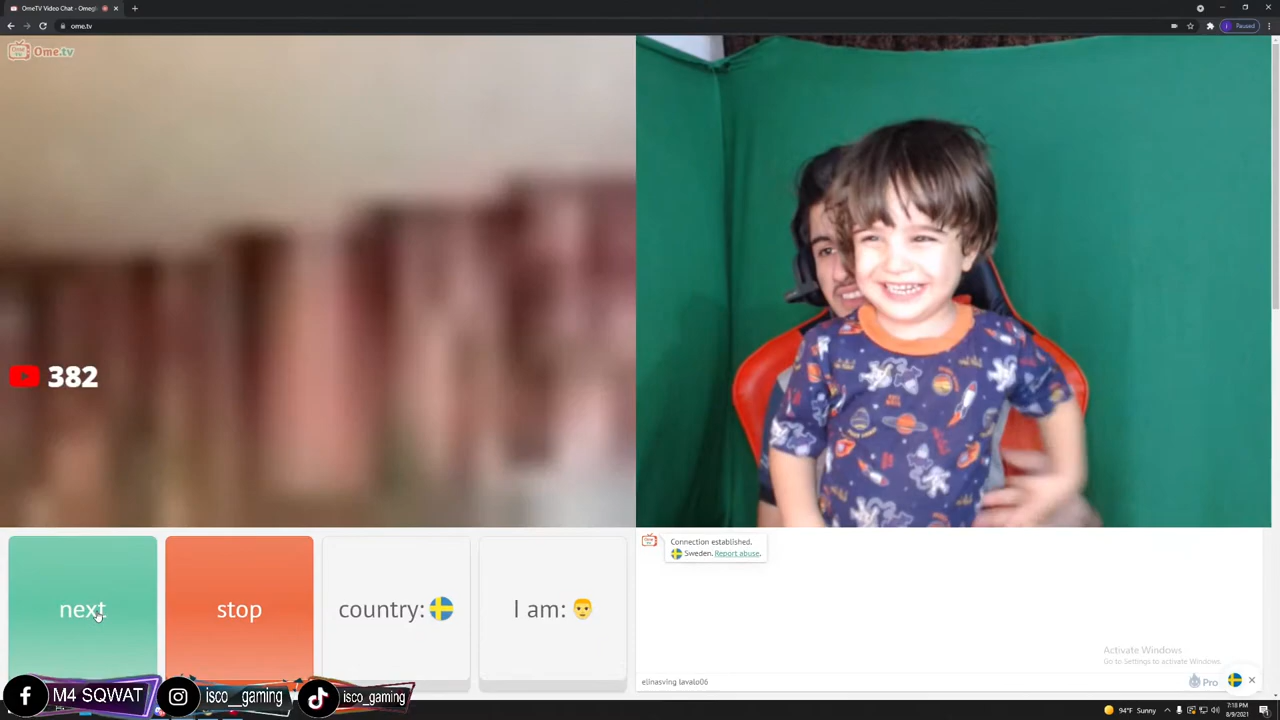 OmeTV Video Chat - Omegl
ome.tv
Paused
Ome.tv
382
next
stop
country:
I am:
Connection established.
Sweden. Report abuse.
Activate Windows
Go to Settings to activate Windows.
elinasving lavalo06
Pro
M4 SQWAT
isco__gaming
isco_gaming
94°F Sunny
7:18 PM
8/9/2021